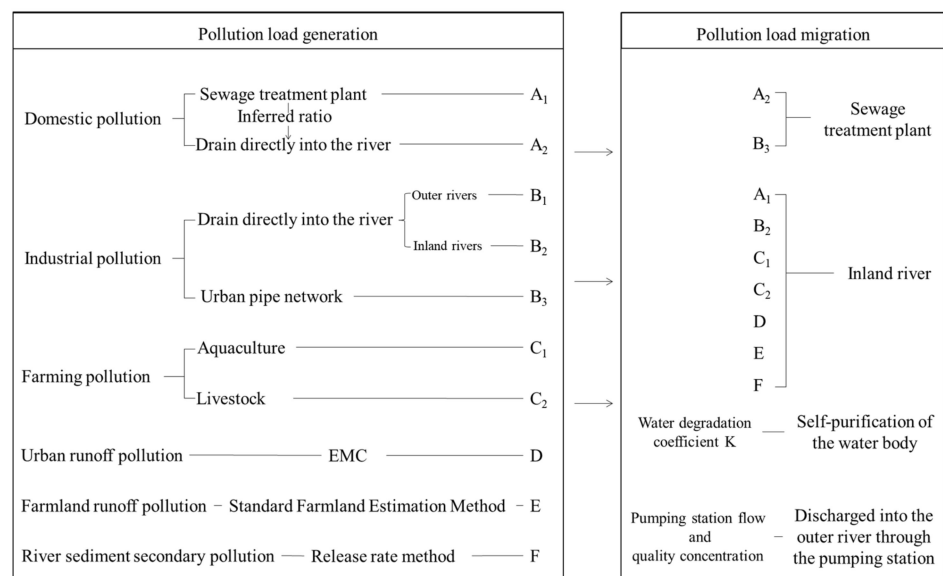 Pollution load generation
Domestic pollution
Sewage treatment plant
A₁
Inferred ratio
Drain directly into the river
A₂
Industrial pollution
Drain directly into the river
Outer rivers
B₁
Inland rivers
B₂
Urban pipe network
B₃
Farming pollution
Aquaculture
C₁
Livestock
C₂
Urban runoff pollution
EMC
D
Farmland runoff pollution
Standard Farmland Estimation Method
E
River sediment secondary pollution
Release rate method
F
Pollution load migration
A₂
B₃
Sewage
treatment plant
A₁
B₂
C₁
C₂
D
E
F
Inland river
Water degradation
coefficient K
Self-purification of
the water body
Pumping station flow
and
quality concentration
Discharged into the
outer river through
the pumping station